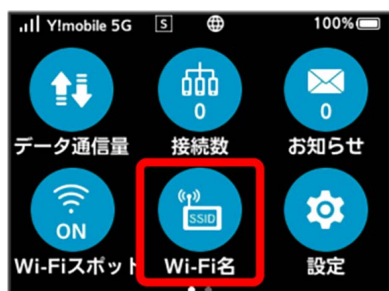 Y!mobile 5G S 100%
0 0
データ通信量 接続数 お知らせ
ON SSID
Wi-Fiスポット Wi-Fi名 設定